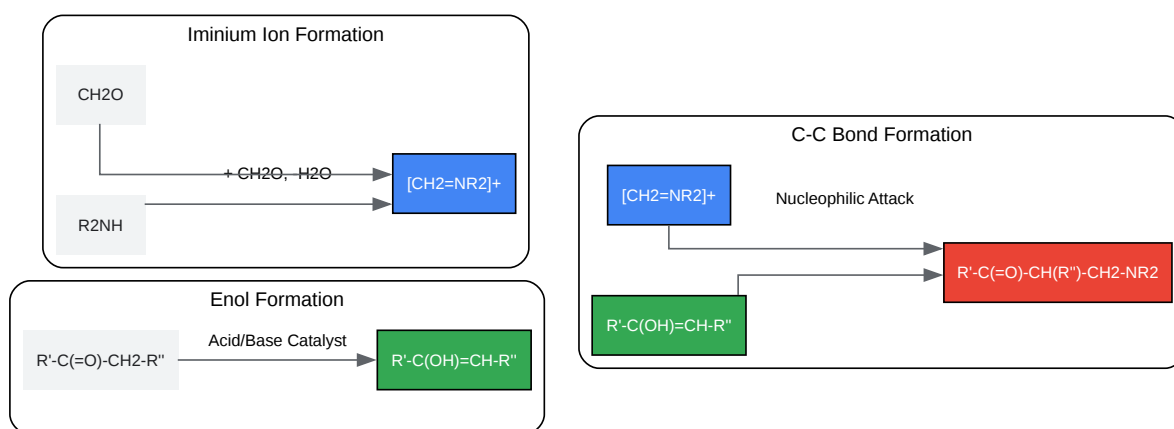 Iminium Ion Formation
CH2O
+ CH2O, -H2O
[CH2=NR2]+
R2NH
Enol Formation
R'-C(=O)-CH2-R"
Acid/Base Catalyst
R'-C(OH)=CH-R"
C-C Bond Formation
[CH2=NR2]+
Nucleophilic Attack
R'-C(=O)-CH(R")-CH2-NR2
R'-C(OH)=CH-R"